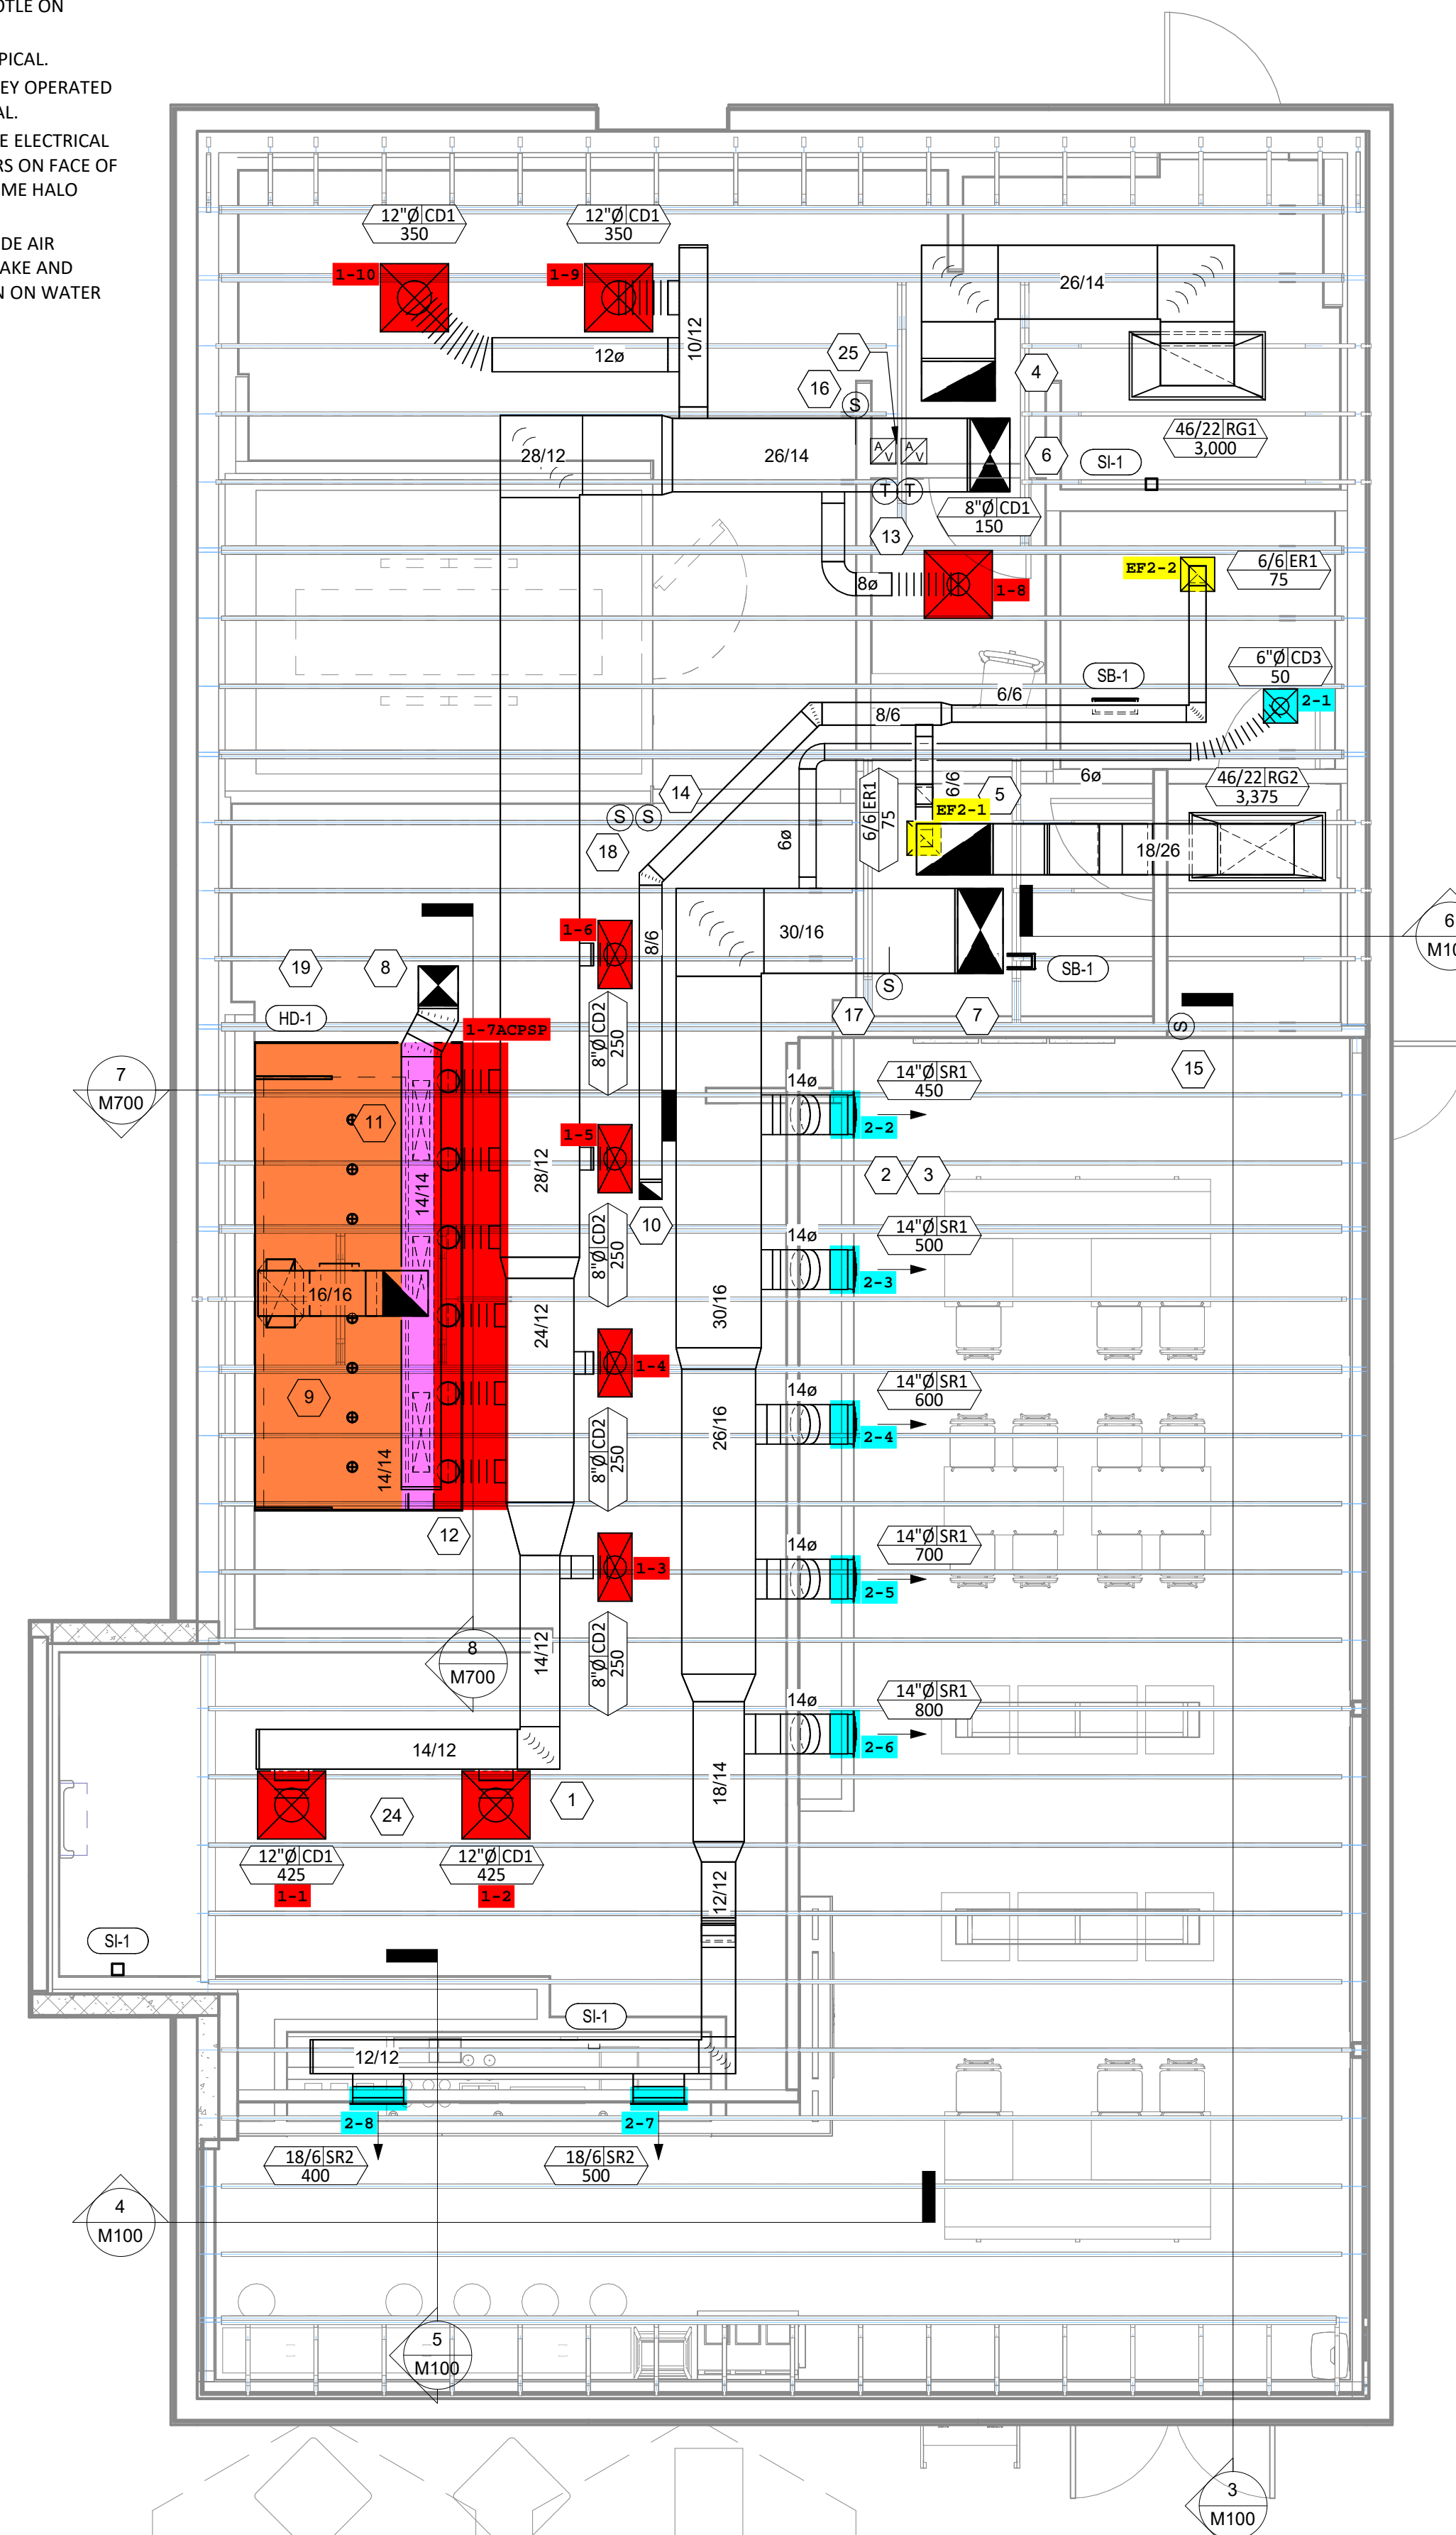 OTLE ON
PICAL.
EY OPERATED
AL.
E ELECTRICAL
RS ON FACE OF
ME HALO
DE AIR
AKE AND
N ON WATER
12"Ø CD1
350
12"Ø CD1
350
1-10
1-9
26/14
10/12
12ø
25
16
S
4
46/22 RG1
3,000
28/12
26/14
A/V
A/V
6
SI-1
T
T
8"Ø CD1
150
13
8ø
1-8
EF2-2
6/6 ER1
75
6"Ø CD3
50
2-1
SB-1
6/6
8/6
6ø
6/6
5
46/22 RG2
3,375
14
S
S
18
6ø
6/6 ER1
75
EF2-1
18/26
1-6
8/6
30/16
6
M10
19
8
SB-1
S
HD-1
1-7ACPSP
8"Ø CD2
250
17
7
S
15
7
M700
11
14/14
14ø
14"Ø SR1
450
2-2
1-5
28/12
2
3
8"Ø CD2
250
10
14ø
14"Ø SR1
500
2-3
16/16
24/12
30/16
1-4
9
14ø
14"Ø SR1
600
2-4
26/16
8"Ø CD2
250
14/14
12
14ø
14"Ø SR1
700
2-5
1-3
8
M700
14/12
8"Ø CD2
250
14ø
14"Ø SR1
800
2-6
14/12
18/14
24
1
12"Ø CD1
425
1-1
12"Ø CD1
425
1-2
12/12
SI-1
SI-1
12/12
2-8
2-7
18/6 SR2
400
18/6 SR2
500
4
M100
5
M100
3
M100